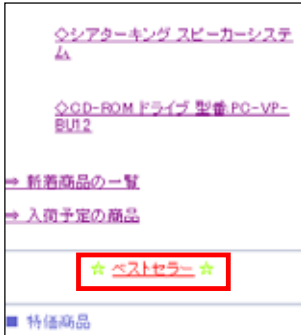 ◇シアターキング スピーカーシステ
ム
◇CD-ROMドライブ 型番:PC-VP-
BU12
⇒ 新着商品の一覧
⇒ 入荷予定の商品
☆ ベストセラー ☆
■ 特価商品